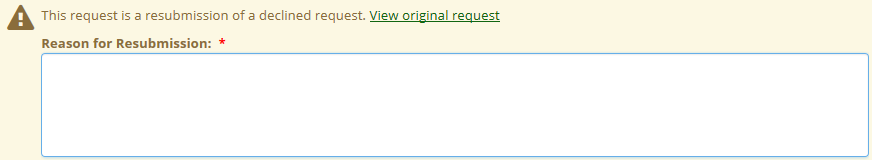 This request is a resubmission of a declined request. View original request
Reason for Resubmission: *